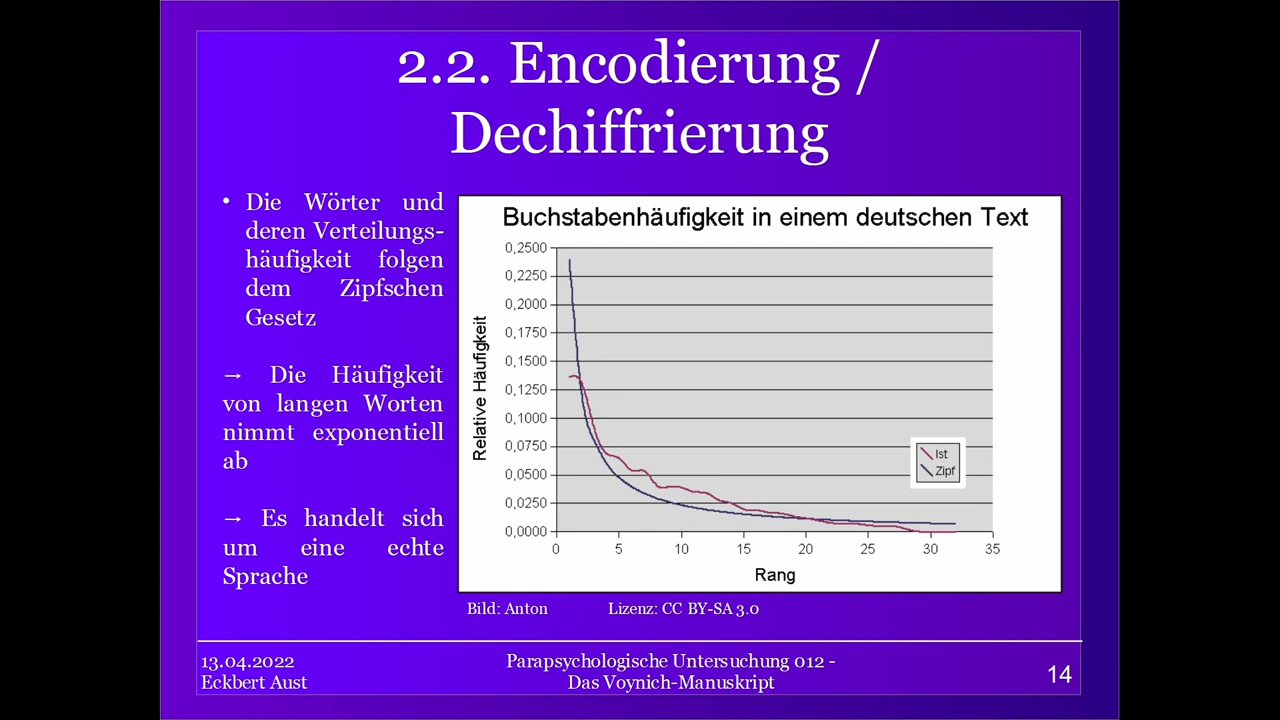 2.2. Encodierung /
Dechiffrierung
• Die Wörter und
deren Verteilungs-
häufigkeit folgen
dem Zipfschen
Gesetz
→ Die Häufigkeit
von langen Worten
nimmt exponentiell
ab
→ Es handelt sich
um eine echte
Sprache
Buchstabenhäufigkeit in einem deutschen Text
Relative Häufigkeit
0,2500
0,2250
0,2000
0,1750
0,1500
0,1250
0,1000
0,0750
0,0500
0,0250
0,0000
0 5 10 15 20 25 30 35
Rang
Ist
Zipf
Bild: Anton Lizenz: CC BY-SA 3.0
13.04.2022
Eckbert Aust
Parapsychologische Untersuchung 012 -
Das Voynich-Manuskript
14